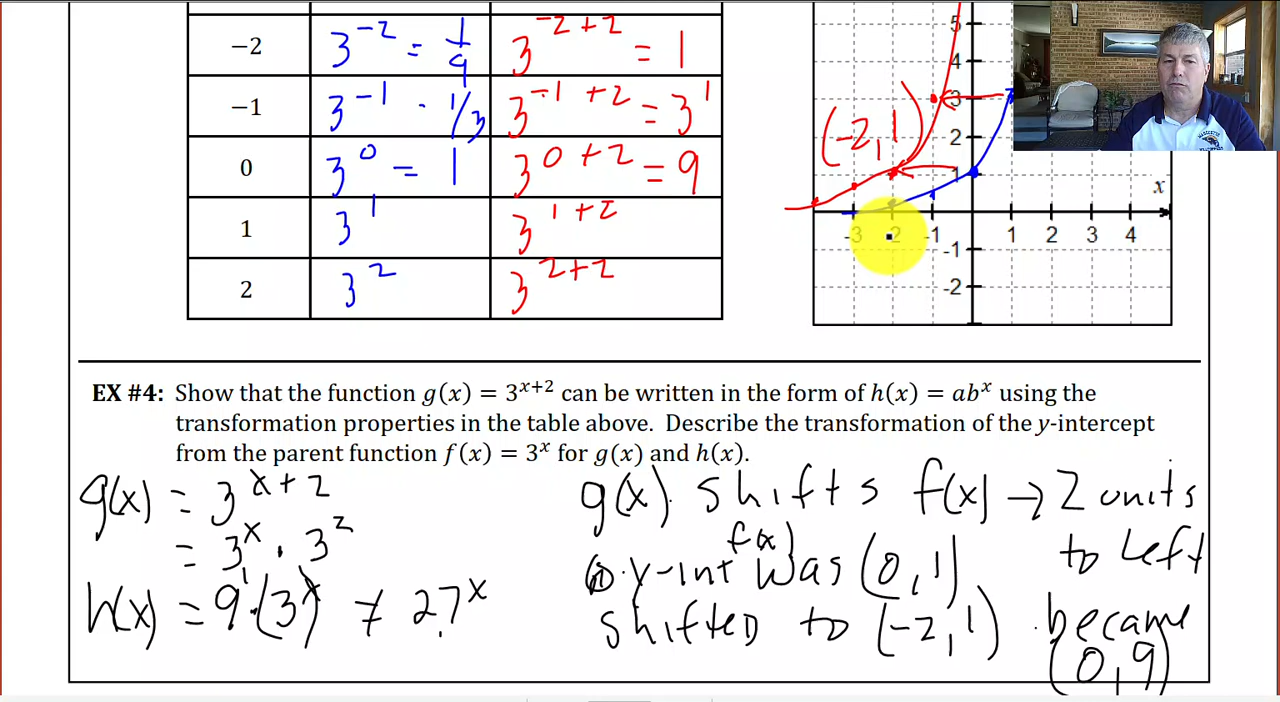 −2 3^-2 = 1/9 3^-2+2 = 1
−1 3^-1 · 1/3 3^-1+2 = 3^1
0 3^0 = 1 3^0+2 = 9
1 3^1 3^1+2
2 3^2 3^2+2
5
4
3
(-2,1) 2
1
x
-3 -2 -1 1 2 3 4
-1
-2
EX #4: Show that the function g(x) = 3^x+2 can be written in the form of h(x) = ab^x using the
transformation properties in the table above. Describe the transformation of the y-intercept
from the parent function f(x) = 3^x for g(x) and h(x).
g(x) = 3^x+2
= 3^x · 3^2
h(x) = 9^1·(3)^x ≠ 27^x
g(x) shifts f(x) → 2 units
to left
f(x)
y-int was (0,1)
shifted to (-2,1) became
(0,9)